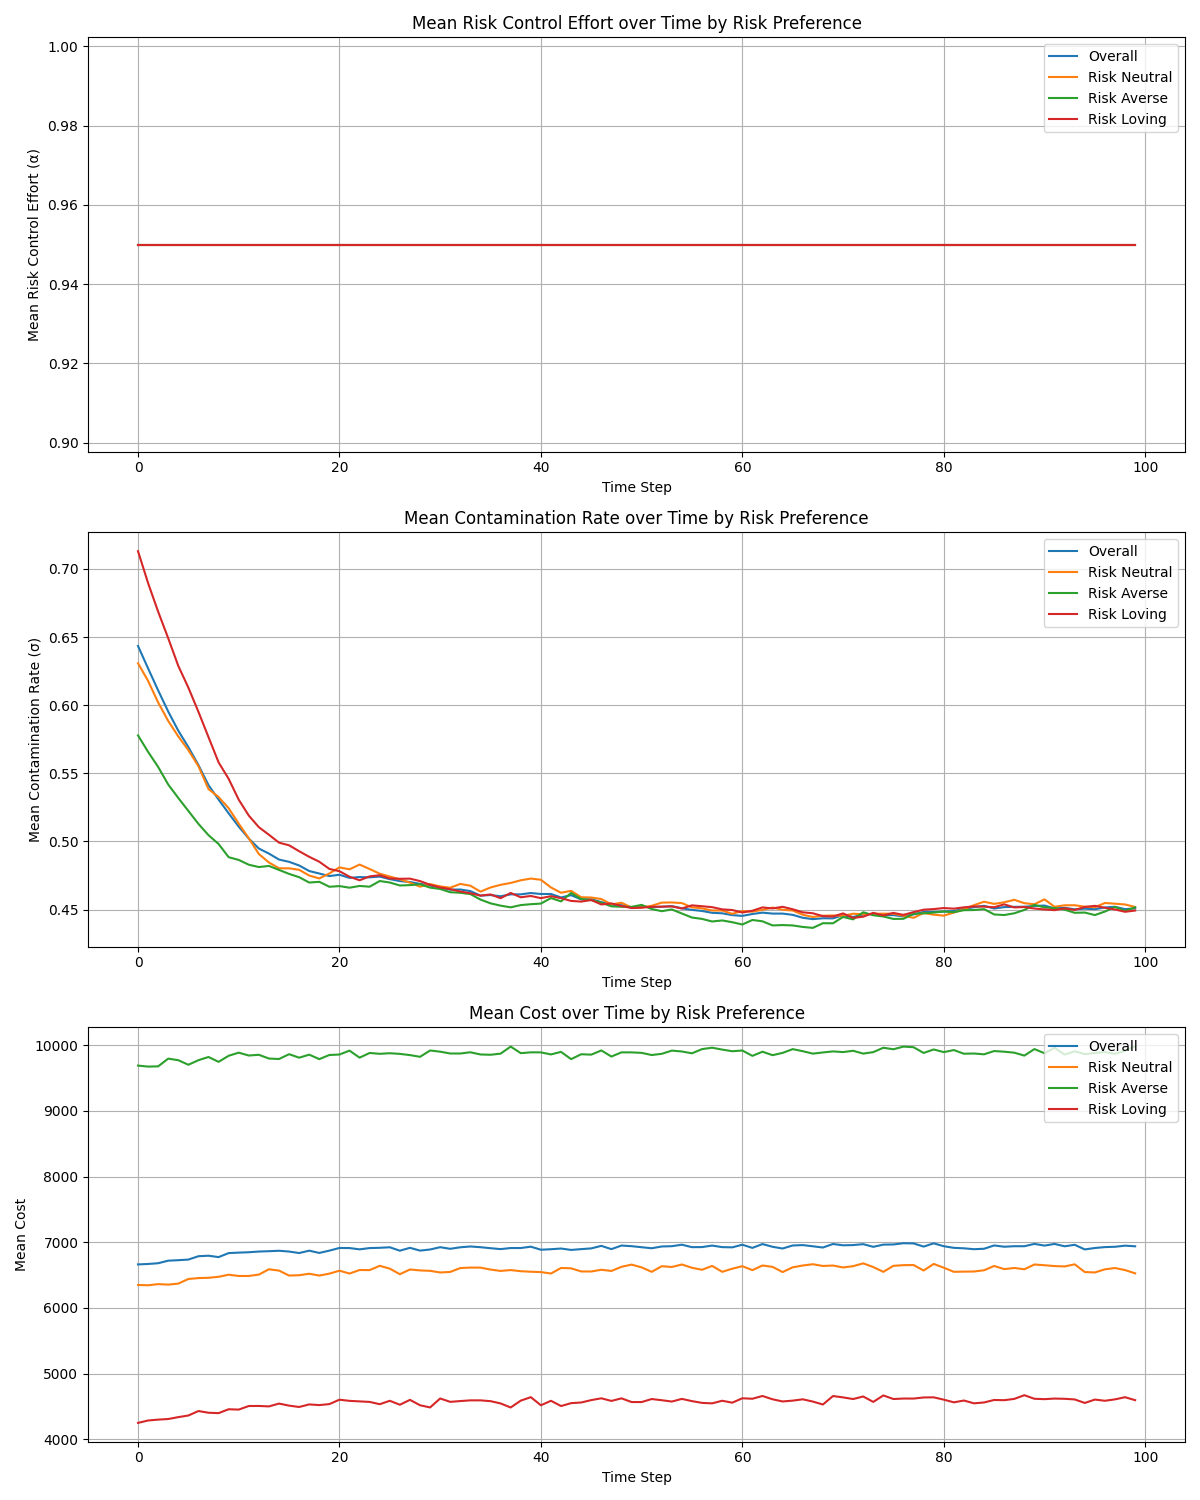 Mean Risk Control Effort over Time by Risk Preference
Mean Risk Control Effort (α)
1.00
0.98
0.96
0.94
0.92
0.90
Overall
Risk Neutral
Risk Averse
Risk Loving
0 20 40 60 80 100
Time Step
Mean Contamination Rate over Time by Risk Preference
Mean Contamination Rate (σ)
0.70
0.65
0.60
0.55
0.50
0.45
Overall
Risk Neutral
Risk Averse
Risk Loving
0 20 40 60 80 100
Time Step
Mean Cost over Time by Risk Preference
Mean Cost
10000
9000
8000
7000
6000
5000
4000
Overall
Risk Neutral
Risk Averse
Risk Loving
0 20 40 60 80 100
Time Step